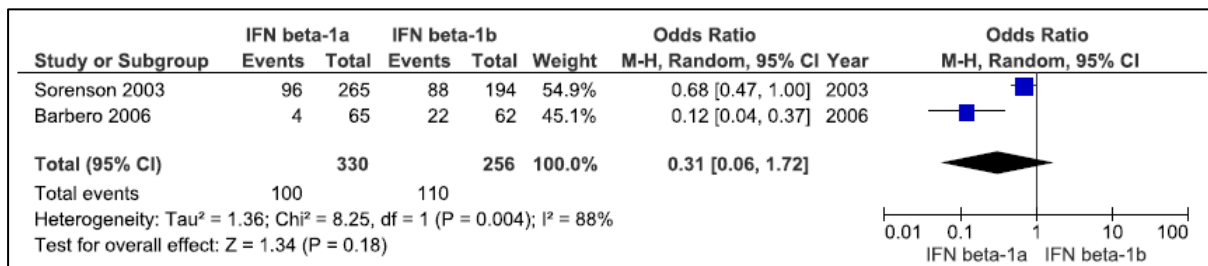 IFN beta-1a IFN beta-1b Odds Ratio Odds Ratio
Study or Subgroup Events Total Events Total Weight M-H, Random, 95% CI Year M-H, Random, 95% CI
Sorenson 2003 96 265 88 194 54.9% 0.68 [0.47, 1.00] 2003
Barbero 2006 4 65 22 62 45.1% 0.12 [0.04, 0.37] 2006
Total (95% CI) 330 256 100.0% 0.31 [0.06, 1.72]
Total events 100 110
Heterogeneity: Tau² = 1.36; Chi² = 8.25, df = 1 (P = 0.004); I² = 88%
Test for overall effect: Z = 1.34 (P = 0.18)
0.01 0.1 1 10 100
IFN beta-1a IFN beta-1b